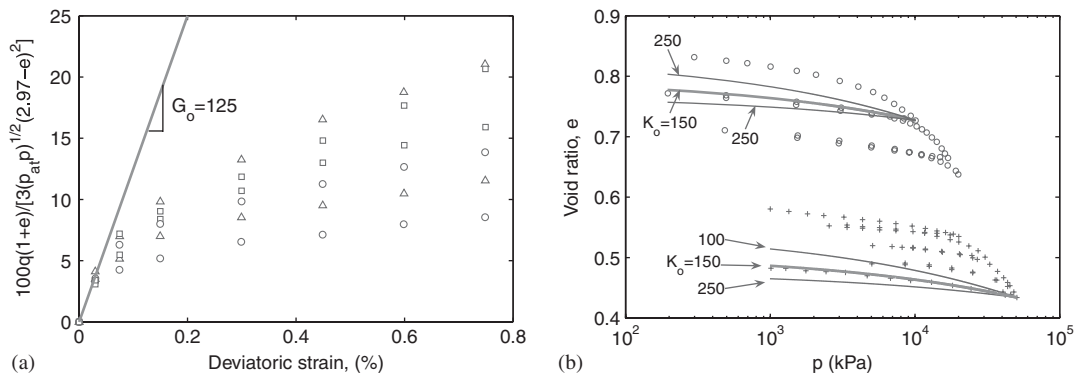 25
20
15
10
5
0
0
0.2
0.4
0.6
0.8
100q(1+e)/[3(p_at p)^1/2(2.97−e)^2]
G_o=125
(a)
Deviatoric strain, (%)
0.9
0.8
0.7
0.6
0.5
0.4
Void ratio, e
250
K_o=150
250
100
K_o=150
250
10^2
10^3
10^4
10^5
(b)
p (kPa)